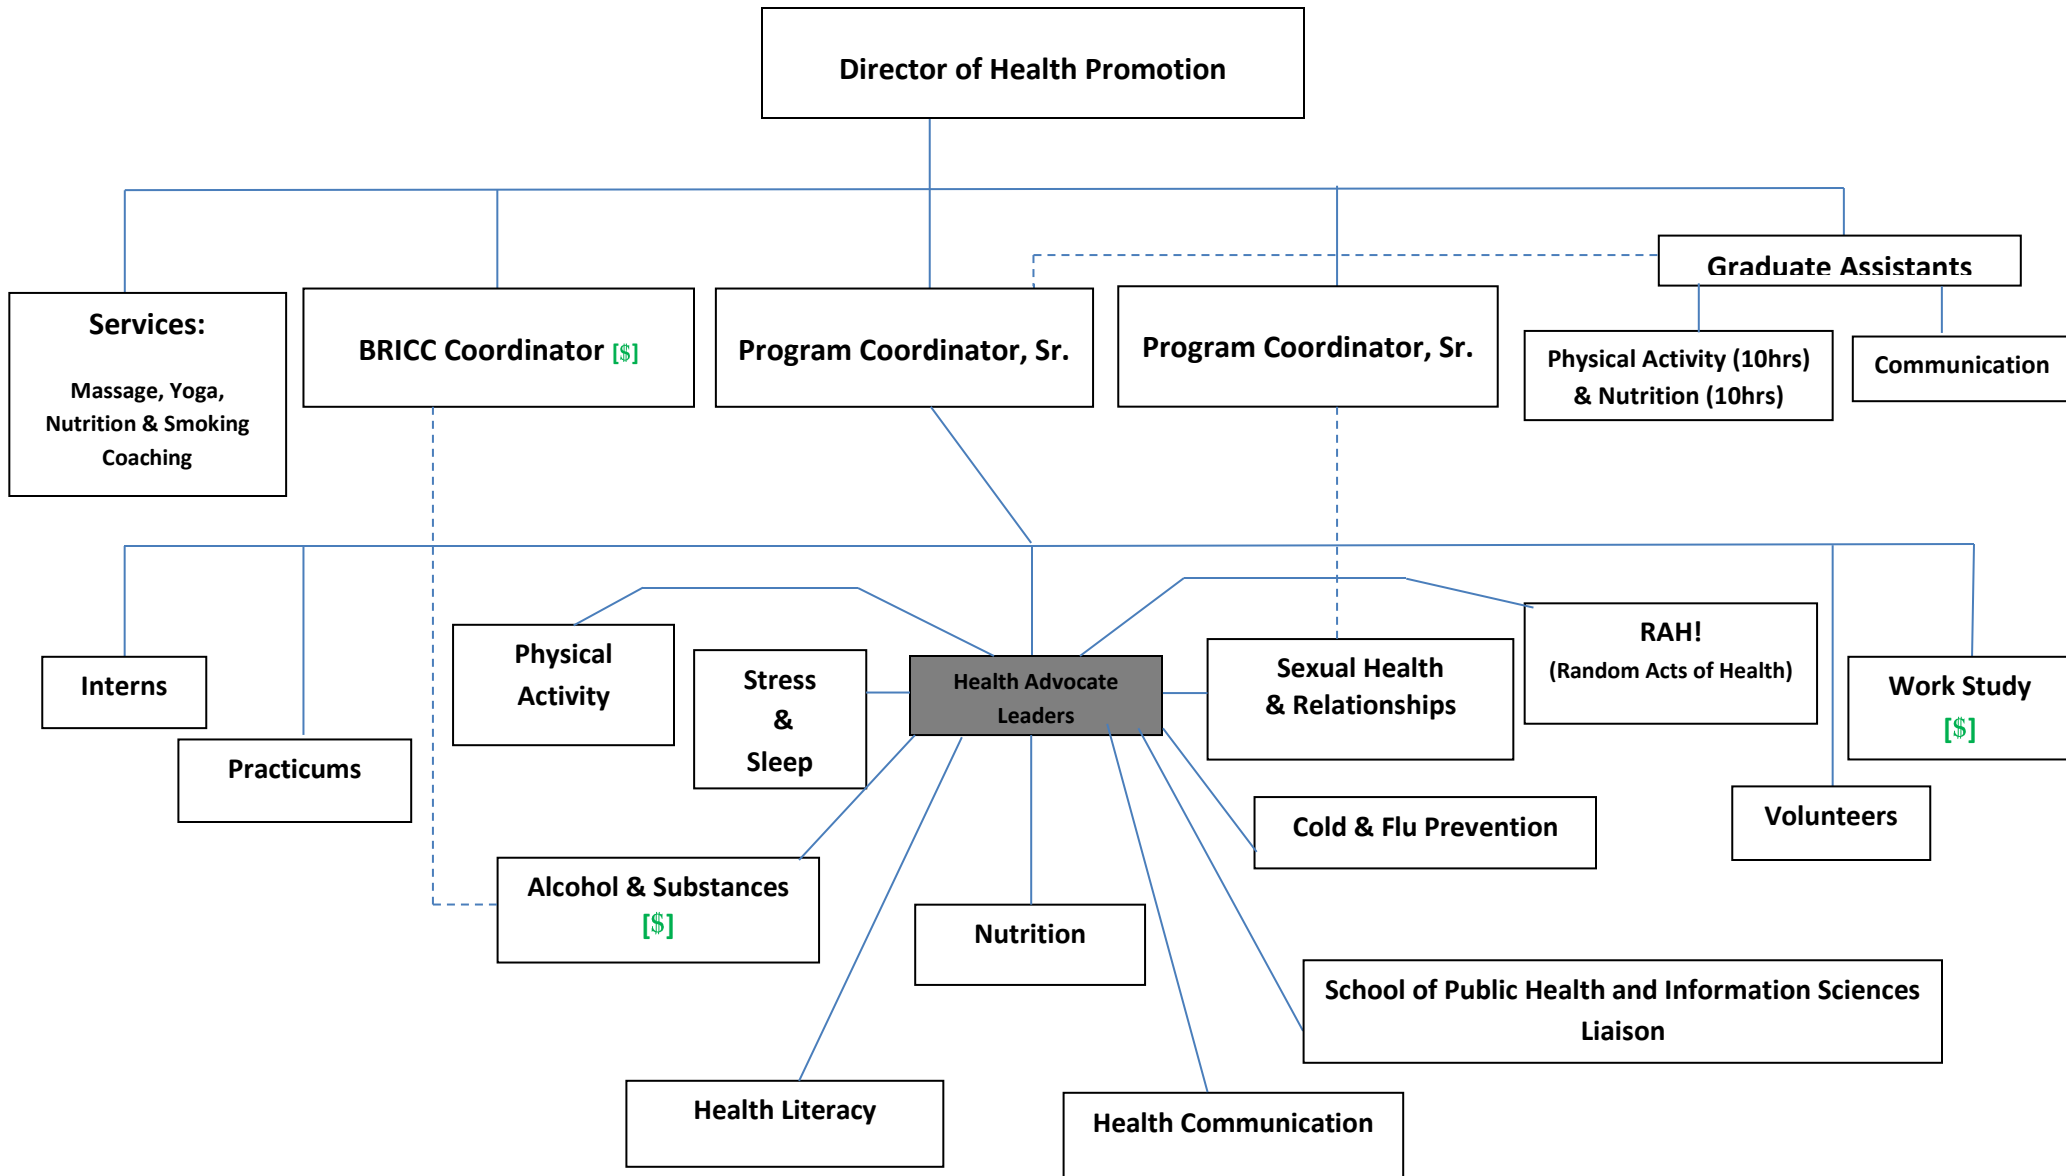 Director of Health Promotion
Graduate Assistants
Services:
Massage, Yoga,
Nutrition & Smoking
Coaching
BRICC Coordinator [$]
Program Coordinator, Sr.
Program Coordinator, Sr.
Physical Activity (10hrs)
& Nutrition (10hrs)
Communication
Interns
Practicums
Physical
Activity
Stress
&
Sleep
Health Advocate
Leaders
Sexual Health
& Relationships
RAH!
(Random Acts of Health)
Work Study
[$]
Volunteers
Cold & Flu Prevention
Alcohol & Substances
[$]
Nutrition
School of Public Health and Information Sciences
Liaison
Health Literacy
Health Communication